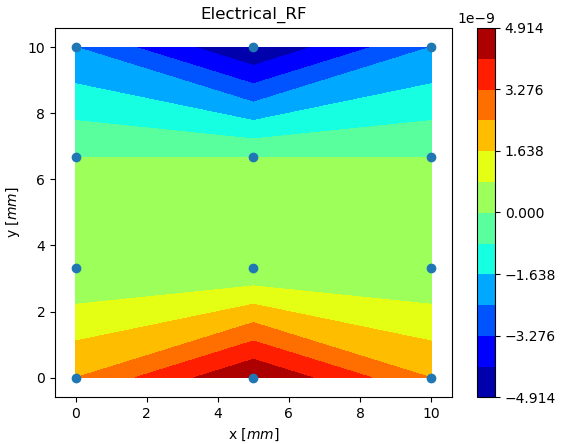 Electrical_RF
1e−9
10
8
6
4
2
0
y [mm]
0 2 4 6 8 10
x [mm]
4.914
3.276
1.638
0.000
−1.638
−3.276
−4.914